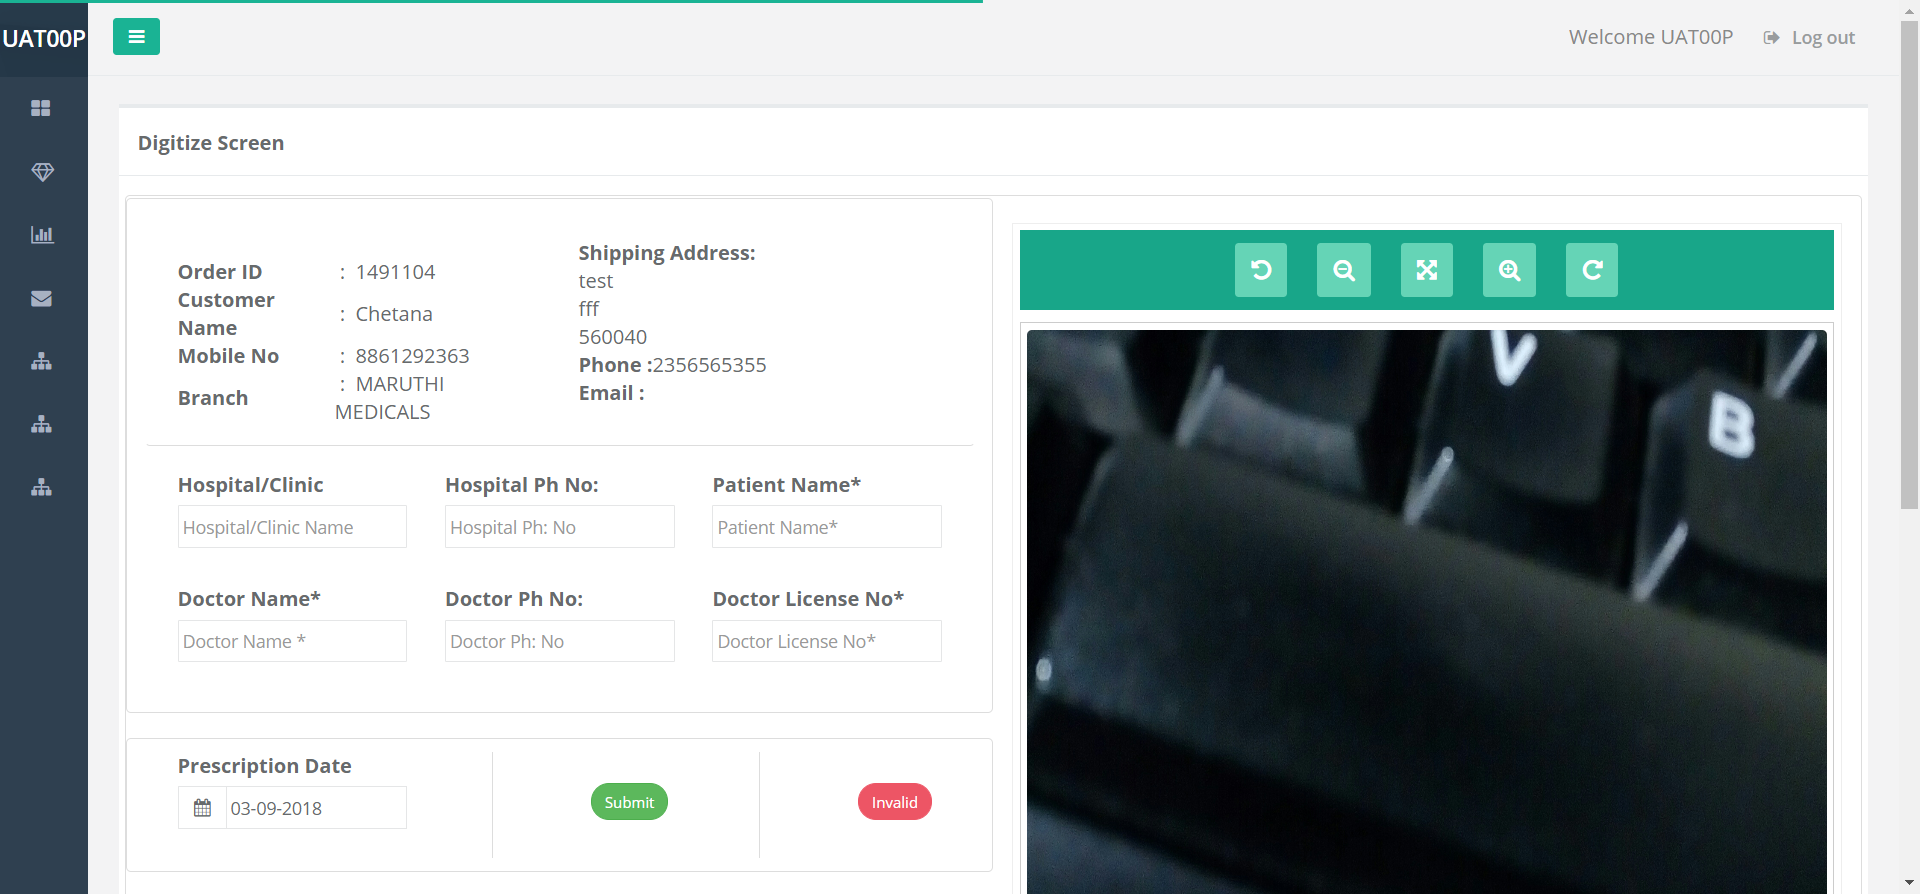 UAT00P
Welcome UAT00P
Log out
Digitize Screen
Order ID : 1491104
Customer Name : Chetana
Mobile No : 8861292363
Branch : MARUTHI MEDICALS
Shipping Address:
test
fff
560040
Phone :2356565355
Email :
Hospital/Clinic
Hospital Ph No:
Patient Name*
Hospital/Clinic Name
Hospital Ph: No
Patient Name*
Doctor Name*
Doctor Ph No:
Doctor License No*
Doctor Name *
Doctor Ph: No
Doctor License No*
Prescription Date
03-09-2018
Submit
Invalid
V
B